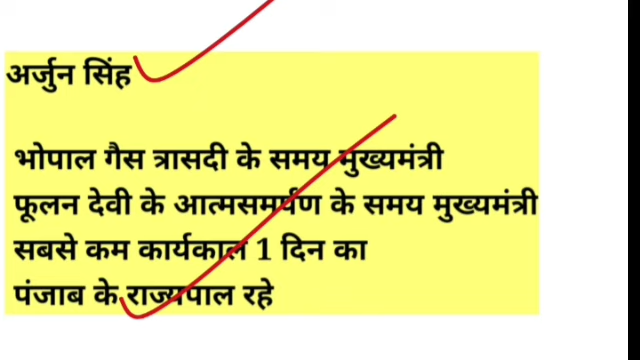 अर्जुन सिंह
भोपाल गैस त्रासदी के समय मुख्यमंत्री
फूलन देवी के आत्मसमर्पण के समय मुख्यमंत्री
सबसे कम कार्यकाल 1 दिन का
पंजाब के राज्यपाल रहे